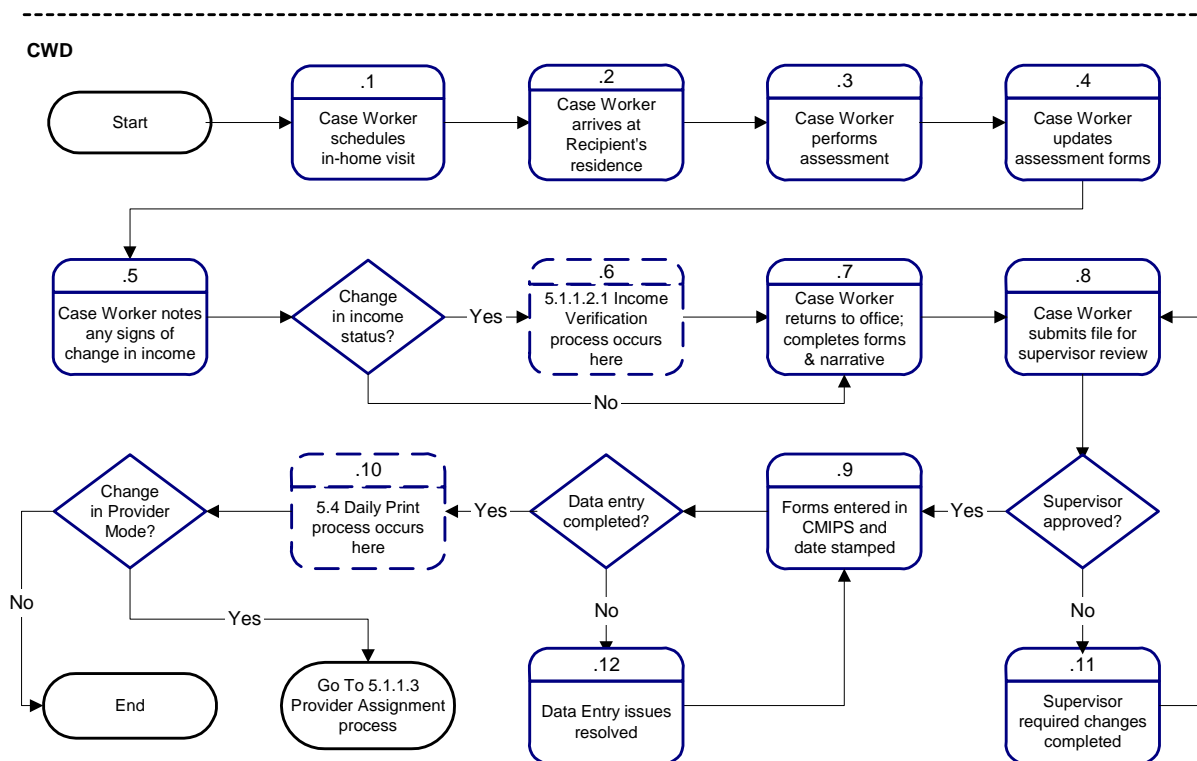 CWD
Start
.1
Case Worker
schedules
in-home visit
.2
Case Worker
arrives at
Recipient's
residence
.3
Case Worker
performs
assessment
.4
Case Worker
updates
assessment forms
.5
Case Worker notes
any signs of
change in income
Change
in income
status?
Yes
No
.6
5.1.1.2.1 Income
Verification
process occurs
here
.7
Case Worker
returns to office;
completes forms
& narrative
.8
Case Worker
submits file for
supervisor review
Supervisor
approved?
Yes
No
.9
Forms entered in
CMIPS and
date stamped
Data entry
completed?
Yes
No
.10
5.4 Daily Print
process occurs
here
Change
in Provider
Mode?
No
Yes
End
Go To 5.1.1.3
Provider Assignment
process
.12
Data Entry issues
resolved
.11
Supervisor
required changes
completed